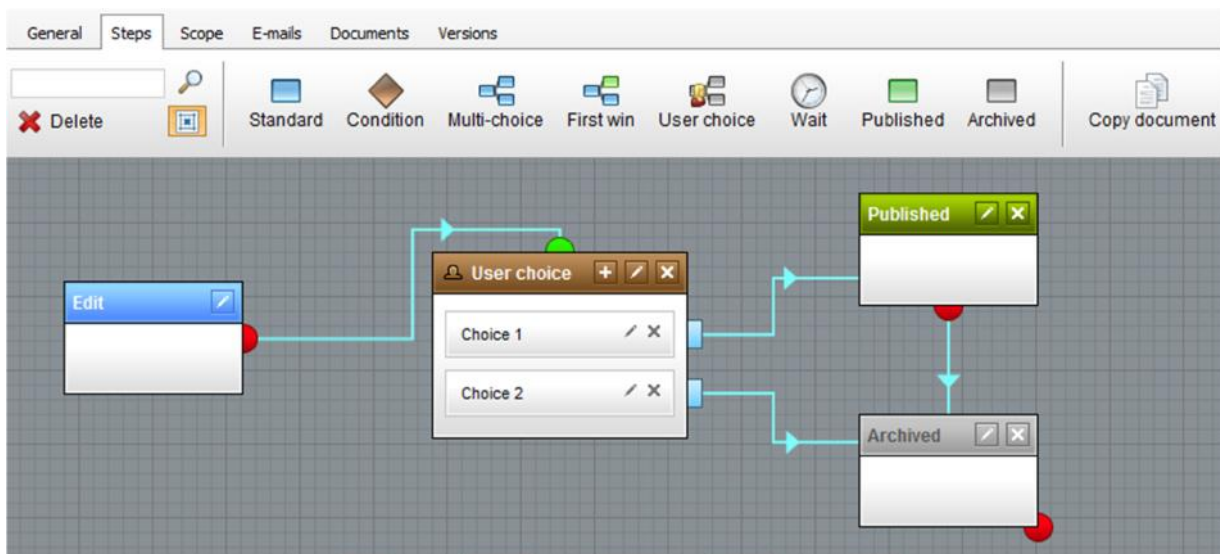 General Steps Scope E-mails Documents Versions
Delete
Standard Condition Multi-choice First win User choice Wait Published Archived Copy document
Published
User choice
Edit
Choice 1
Choice 2
Archived